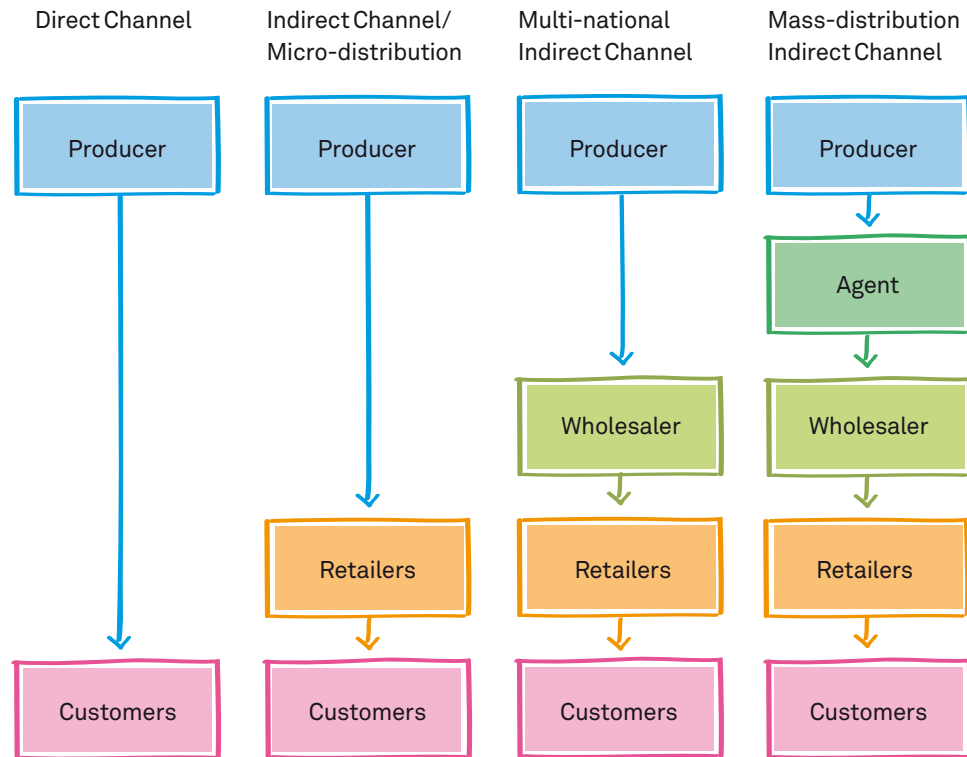 Direct Channel
Indirect Channel/
Micro-distribution
Multi-national
Indirect Channel
Mass-distribution
Indirect Channel
Producer
Producer
Producer
Producer
Agent
Wholesaler
Wholesaler
Retailers
Retailers
Retailers
Customers
Customers
Customers
Customers